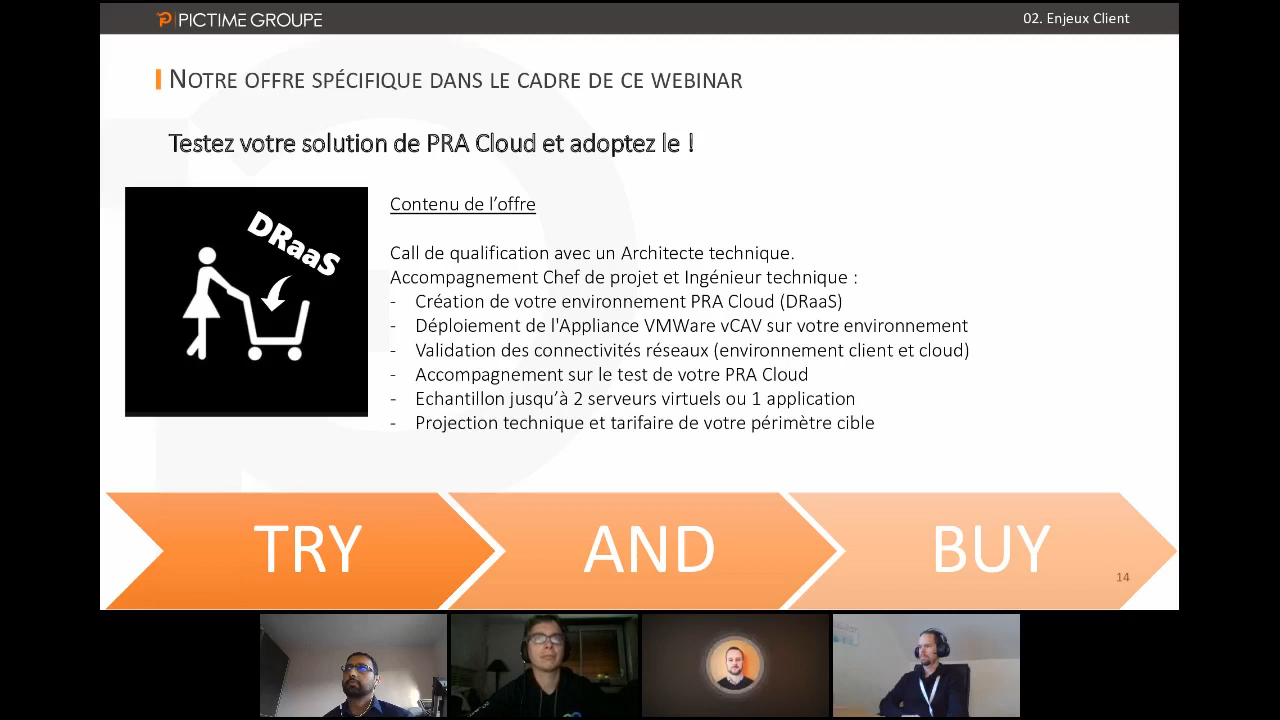 PICTIME GROUPE
02. Enjeux Client
NOTRE OFFRE SPÉCIFIQUE DANS LE CADRE DE CE WEBINAR
Testez votre solution de PRA Cloud et adoptez le !
DRaaS
Contenu de l’offre
Call de qualification avec un Architecte technique.
Accompagnement Chef de projet et Ingénieur technique :
- Création de votre environnement PRA Cloud (DRaaS)
- Déploiement de l'Appliance VMWare vCAV sur votre environnement
- Validation des connectivités réseaux (environnement client et cloud)
- Accompagnement sur le test de votre PRA Cloud
- Echantillon jusqu’à 2 serveurs virtuels ou 1 application
- Projection technique et tarifaire de votre périmètre cible
TRY
AND
BUY
14